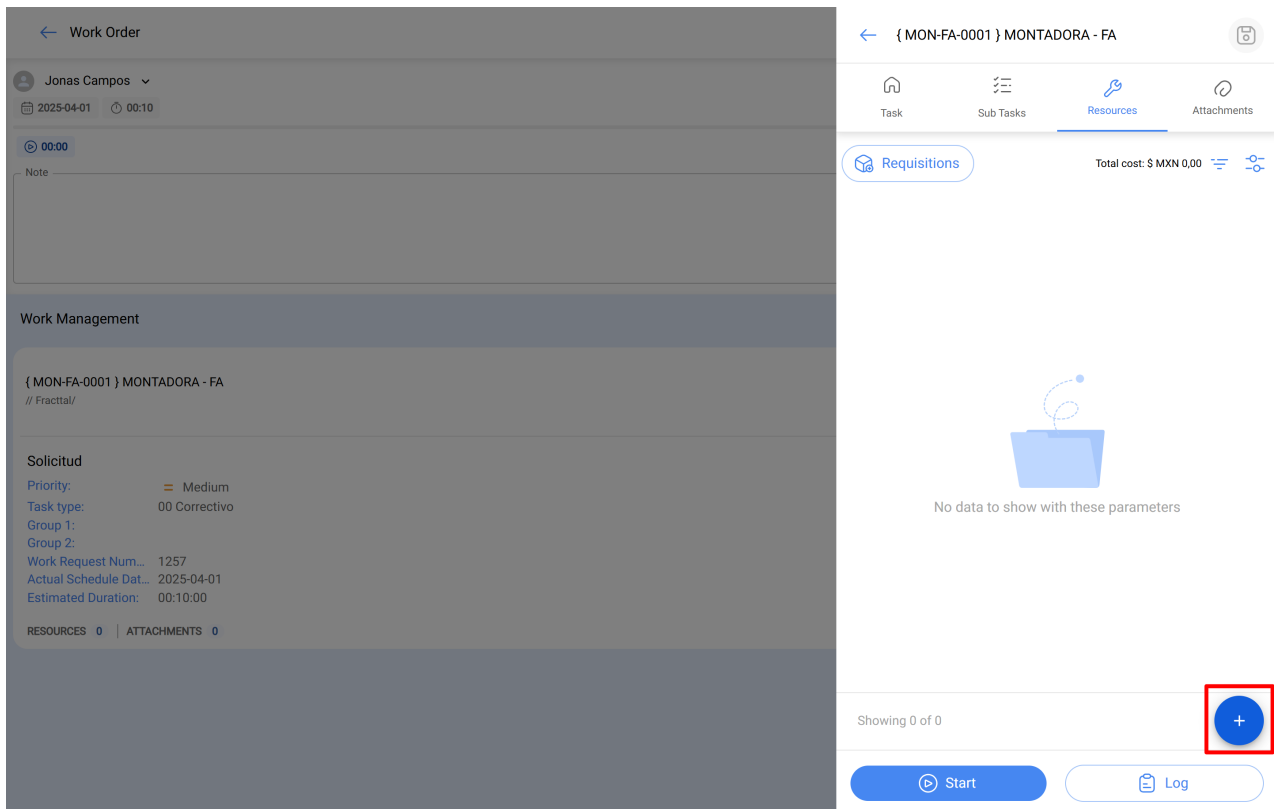 Work Order
Jonas Campos
2025-04-01 00:10
00:00
Note
Work Management
{ MON-FA-0001 } MONTADORA - FA
// Fracttal/
Solicitud
Priority: Medium
Task type: 00 Correctivo
Group 1:
Group 2:
Work Request Num... 1257
Actual Schedule Dat... 2025-04-01
Estimated Duration: 00:10:00
RESOURCES 0 ATTACHMENTS 0
{ MON-FA-0001 } MONTADORA - FA
Task Sub Tasks Resources Attachments
Requisitions Total cost: $ MXN 0,00
No data to show with these parameters
Showing 0 of 0
+
Start Log